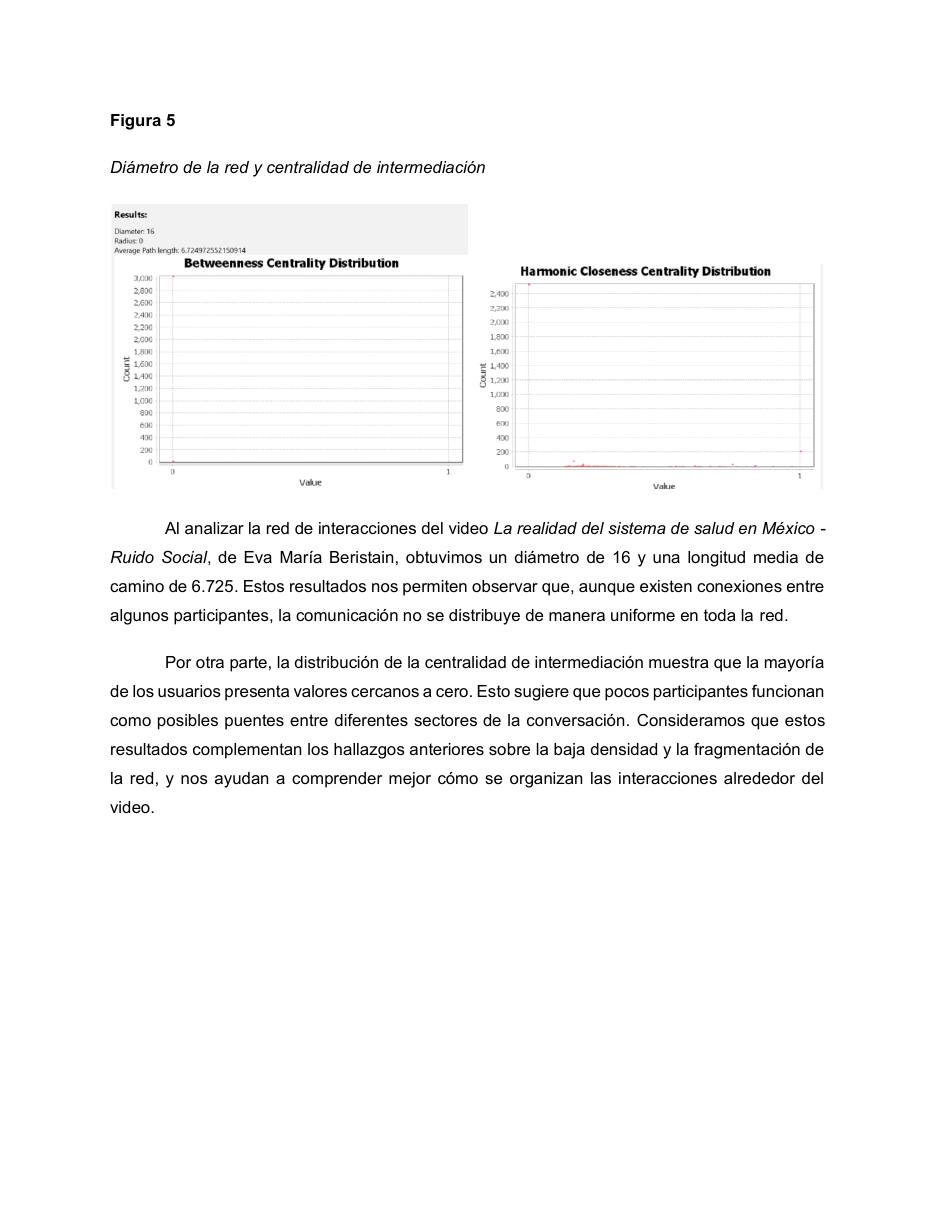 Figura 5
Diámetro de la red y centralidad de intermediación
Results:
Diameter: 16
Radius: 0
Average Path length: 6.724972552150914
Betweenness Centrality Distribution
3,000
2,800
2,600
2,400
2,200
2,000
1,800
1,600
1,400
1,200
1,000
800
600
400
200
0
Count
0 1
Value
Harmonic Closeness Centrality Distribution
2,400
2,200
2,000
1,800
1,600
1,400
1,200
1,000
800
600
400
200
0
Count
0 1
Value
Al analizar la red de interacciones del video La realidad del sistema de salud en México -
Ruido Social, de Eva María Beristain, obtuvimos un diámetro de 16 y una longitud media de
camino de 6.725. Estos resultados nos permiten observar que, aunque existen conexiones entre
algunos participantes, la comunicación no se distribuye de manera uniforme en toda la red.
Por otra parte, la distribución de la centralidad de intermediación muestra que la mayoría
de los usuarios presenta valores cercanos a cero. Esto sugiere que pocos participantes funcionan
como posibles puentes entre diferentes sectores de la conversación. Consideramos que estos
resultados complementan los hallazgos anteriores sobre la baja densidad y la fragmentación de
la red, y nos ayudan a comprender mejor cómo se organizan las interacciones alrededor del
video.